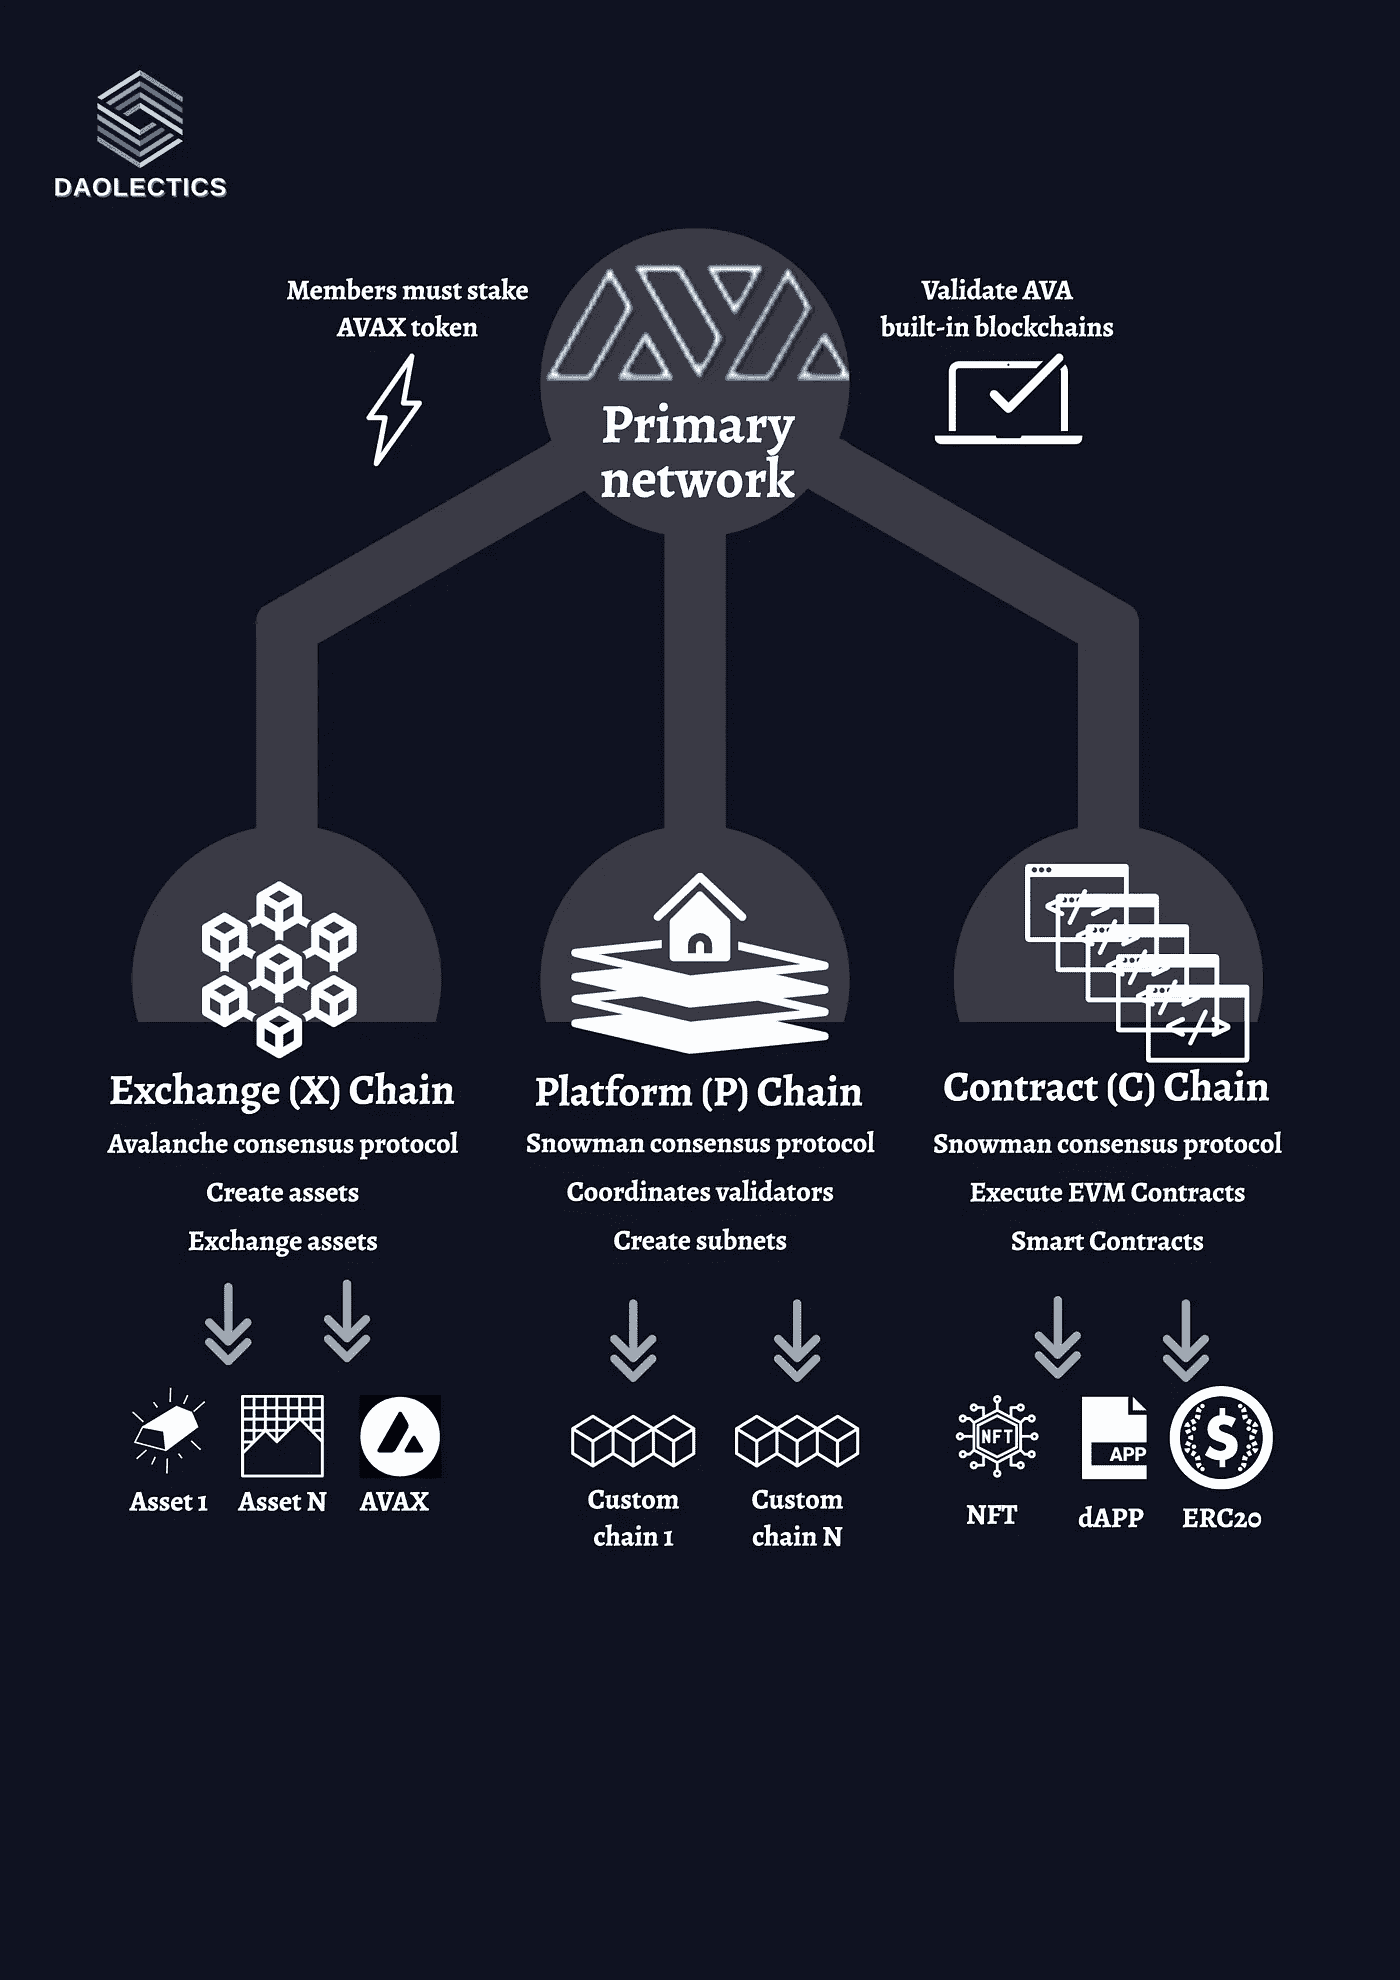 DAOLECTICS
Members must stake
AVAX token
AVA
Primary
network
Validate AVA
built-in blockchains
Exchange (X) Chain
Avalanche consensus protocol
Create assets
Exchange assets
Asset 1
Asset N
AVAX
Platform (P) Chain
Snowman consensus protocol
Coordinates validators
Create subnets
Custom
chain 1
Custom
chain N
Contract (C) Chain
Snowman consensus protocol
Execute EVM Contracts
Smart Contracts
NFT
NFT
APP
dAPP
$
ERC20